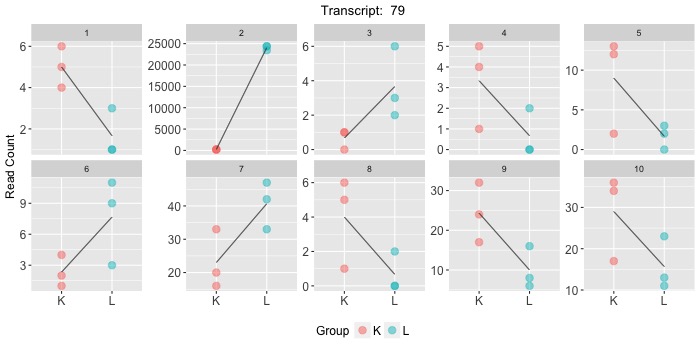 Transcript: 79
1 2 3 4 5
6 4 2
25000 20000 15000 10000 5000 0
6 4 2 0
5 4 3 2 1 0
10 5 0
Read Count
6 7 8 9 10
9 6 3
40 30 20
6 4 2 0
30 20 10
30 20 10
K L K L K L K L K L
Group K L